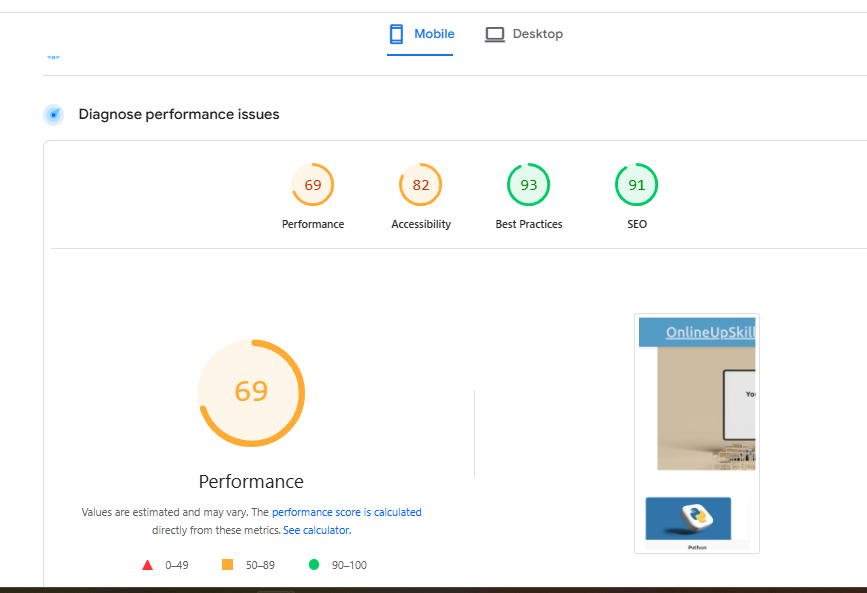 Mobile
Desktop
Diagnose performance issues
69
82
93
91
Performance
Accessibility
Best Practices
SEO
69
Performance
Values are estimated and may vary. The performance score is calculated
directly from these metrics. See calculator.
0–49
50–89
90–100
OnlineUpSkill
You
Python